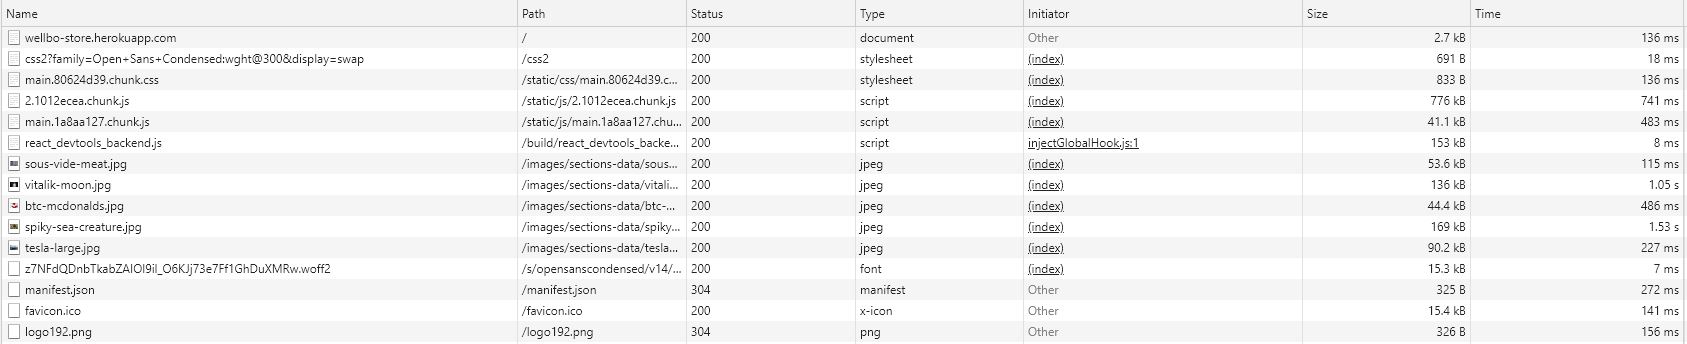 Name Path Status Type Initiator Size Time
wellbo-store.herokuapp.com / 200 document Other 2.7 kB 136 ms
css2?family=Open+Sans+Condensed:wght@300&display=swap /css2 200 stylesheet (index) 691 B 18 ms
main.80624d39.chunk.css /static/css/main.80624d39.c... 200 stylesheet (index) 833 B 136 ms
2.1012ecea.chunk.js /static/js/2.1012ecea.chunk.js 200 script (index) 776 kB 741 ms
main.1a8aa127.chunk.js /static/js/main.1a8aa127.chu... 200 script (index) 41.1 kB 483 ms
react_devtools_backend.js /build/react_devtools_backe... 200 script injectGlobalHook.js:1 153 kB 8 ms
sous-vide-meat.jpg /images/sections-data/sous... 200 jpeg (index) 53.6 kB 115 ms
vitalik-moon.jpg /images/sections-data/vitali... 200 jpeg (index) 136 kB 1.05 s
btc-mcdonalds.jpg /images/sections-data/btc-... 200 jpeg (index) 44.4 kB 486 ms
spiky-sea-creature.jpg /images/sections-data/spiky... 200 jpeg (index) 169 kB 1.53 s
tesla-large.jpg /images/sections-data/tesla... 200 jpeg (index) 90.2 kB 227 ms
z7NFdQDnbTkabZAIOl9il_O6KJj73e7Ff1GhDuXMRw.woff2 /s/opensanscondensed/v14/... 200 font (index) 15.3 kB 7 ms
manifest.json /manifest.json 304 manifest Other 325 B 272 ms
favicon.ico /favicon.ico 200 x-icon Other 15.4 kB 141 ms
logo192.png /logo192.png 304 png Other 326 B 156 ms